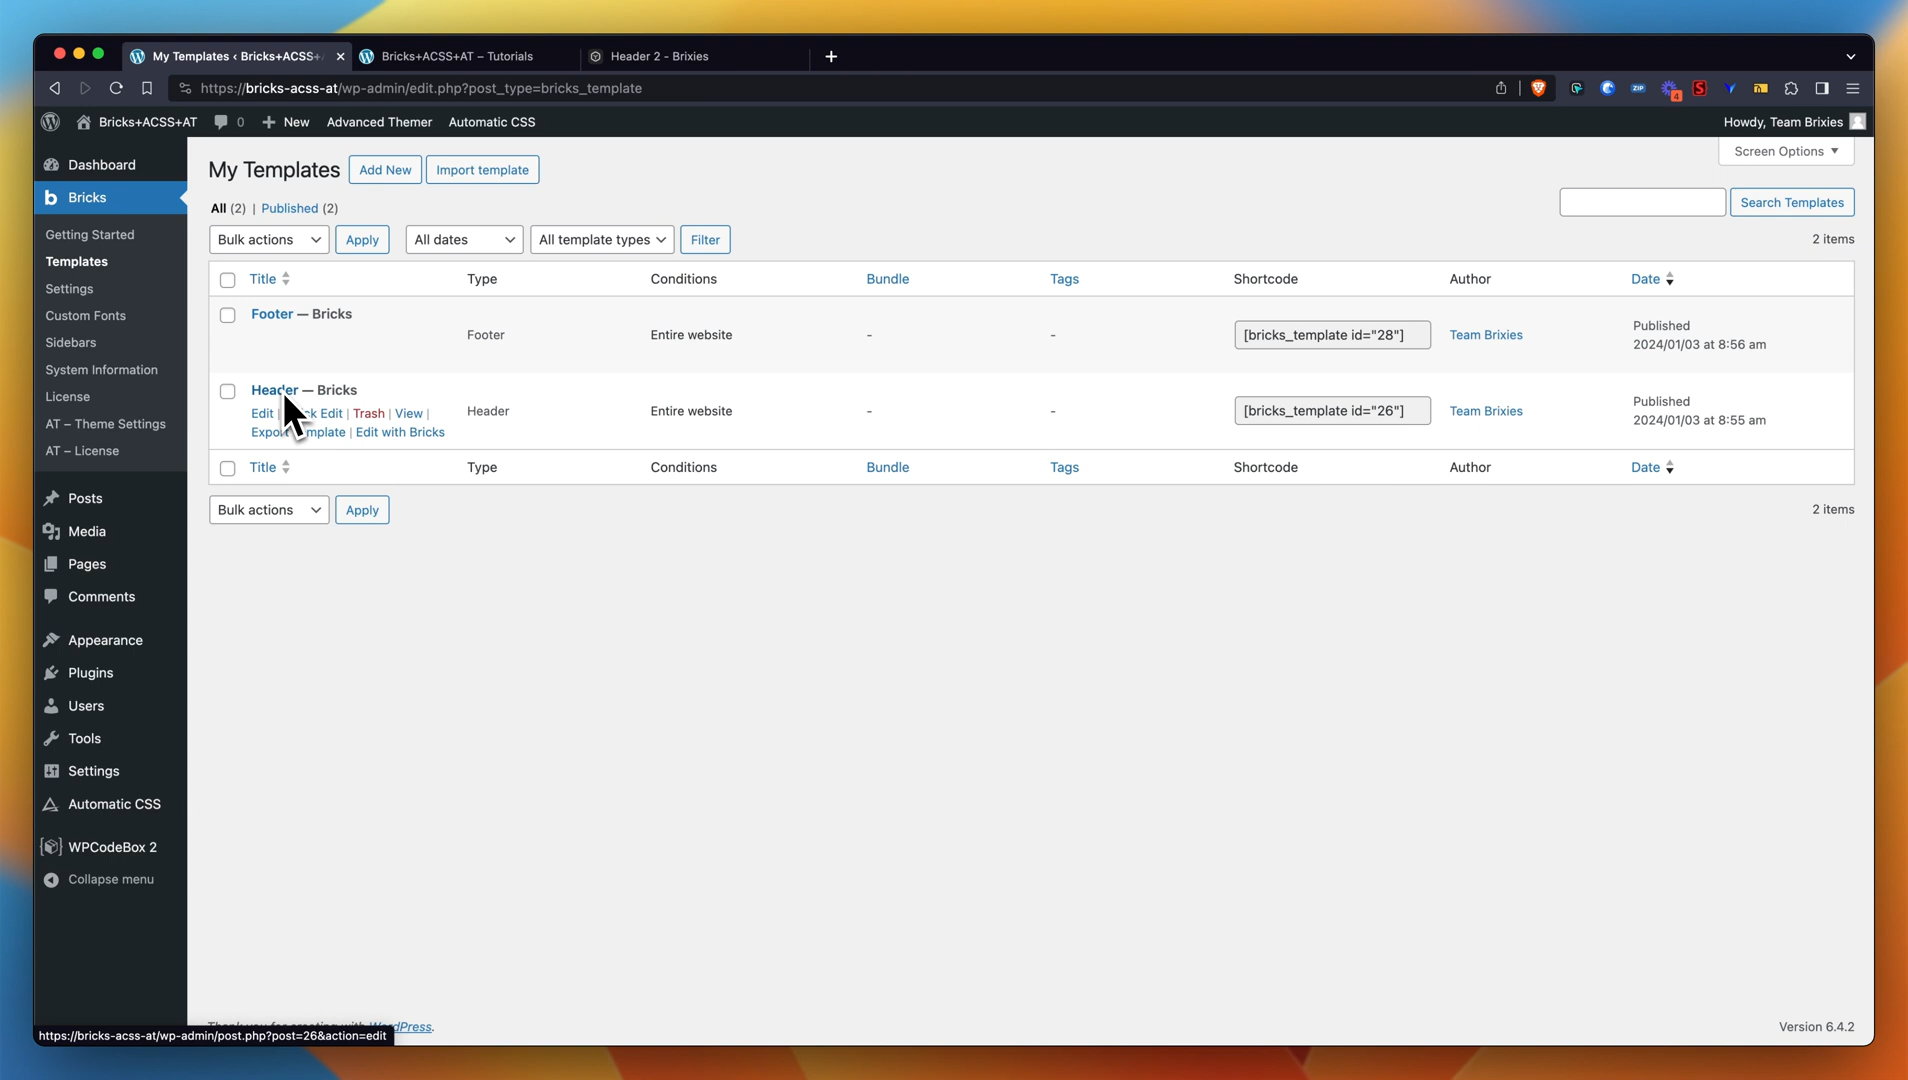 My Templates ‹ Bricks+ACSS+
Bricks+ACSS+AT – Tutorials
Header 2 - Brixies
https://bricks-acss-at/wp-admin/edit.php?post_type=bricks_template
ZIP
S
4
Bricks+ACSS+AT
0
New
Advanced Themer
Automatic CSS
Howdy, Team Brixies
Dashboard
b Bricks
Getting Started
Templates
Settings
Custom Fonts
Sidebars
System Information
License
AT – Theme Settings
AT – License
Posts
Media
Pages
Comments
Appearance
Plugins
Users
Tools
Settings
Automatic CSS
WPCodeBox 2
Collapse menu
My Templates
Add New
Import template
Screen Options
All (2) | Published (2)
Search Templates
Bulk actions
Apply
All dates
All template types
Filter
2 items
Title Type Conditions Bundle Tags Shortcode Author Date
Footer — Bricks
Footer Entire website - - [bricks_template id="28"] Team Brixies
Published
2024/01/03 at 8:56 am
Header — Bricks
Edit | Edit | Trash | View |
Template | Edit with Bricks
Header Entire website - - [bricks_template id="26"] Team Brixies
Published
2024/01/03 at 8:55 am
Title Type Conditions Bundle Tags Shortcode Author Date
Bulk actions
Apply
2 items
https://bricks-acss-at/wp-admin/post.php?post=26&action=edit
Version 6.4.2